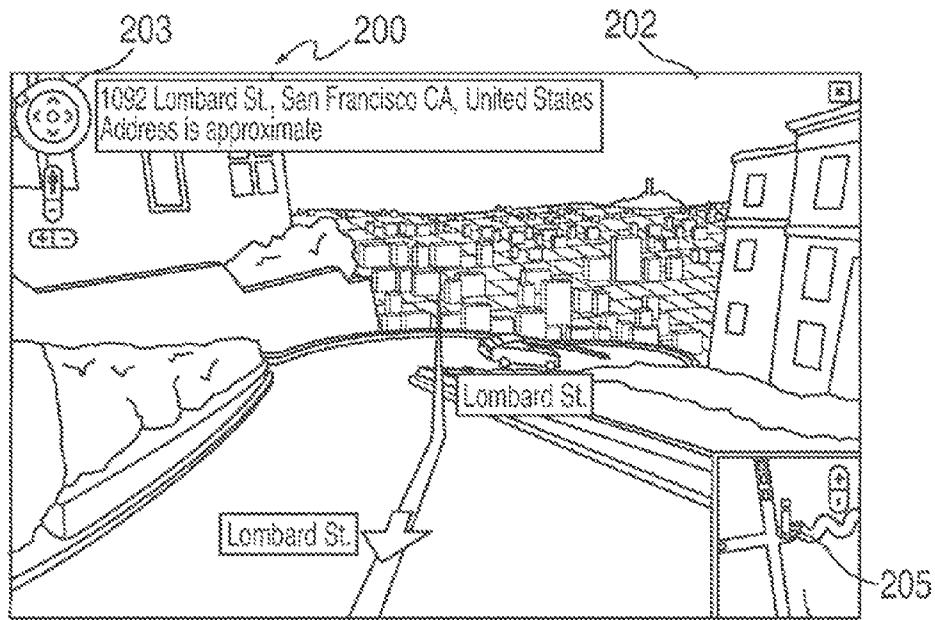 203
200
202
1092 Lombard St., San Francisco CA, United States
Address is approximate
Lombard St.
Lombard St.
205